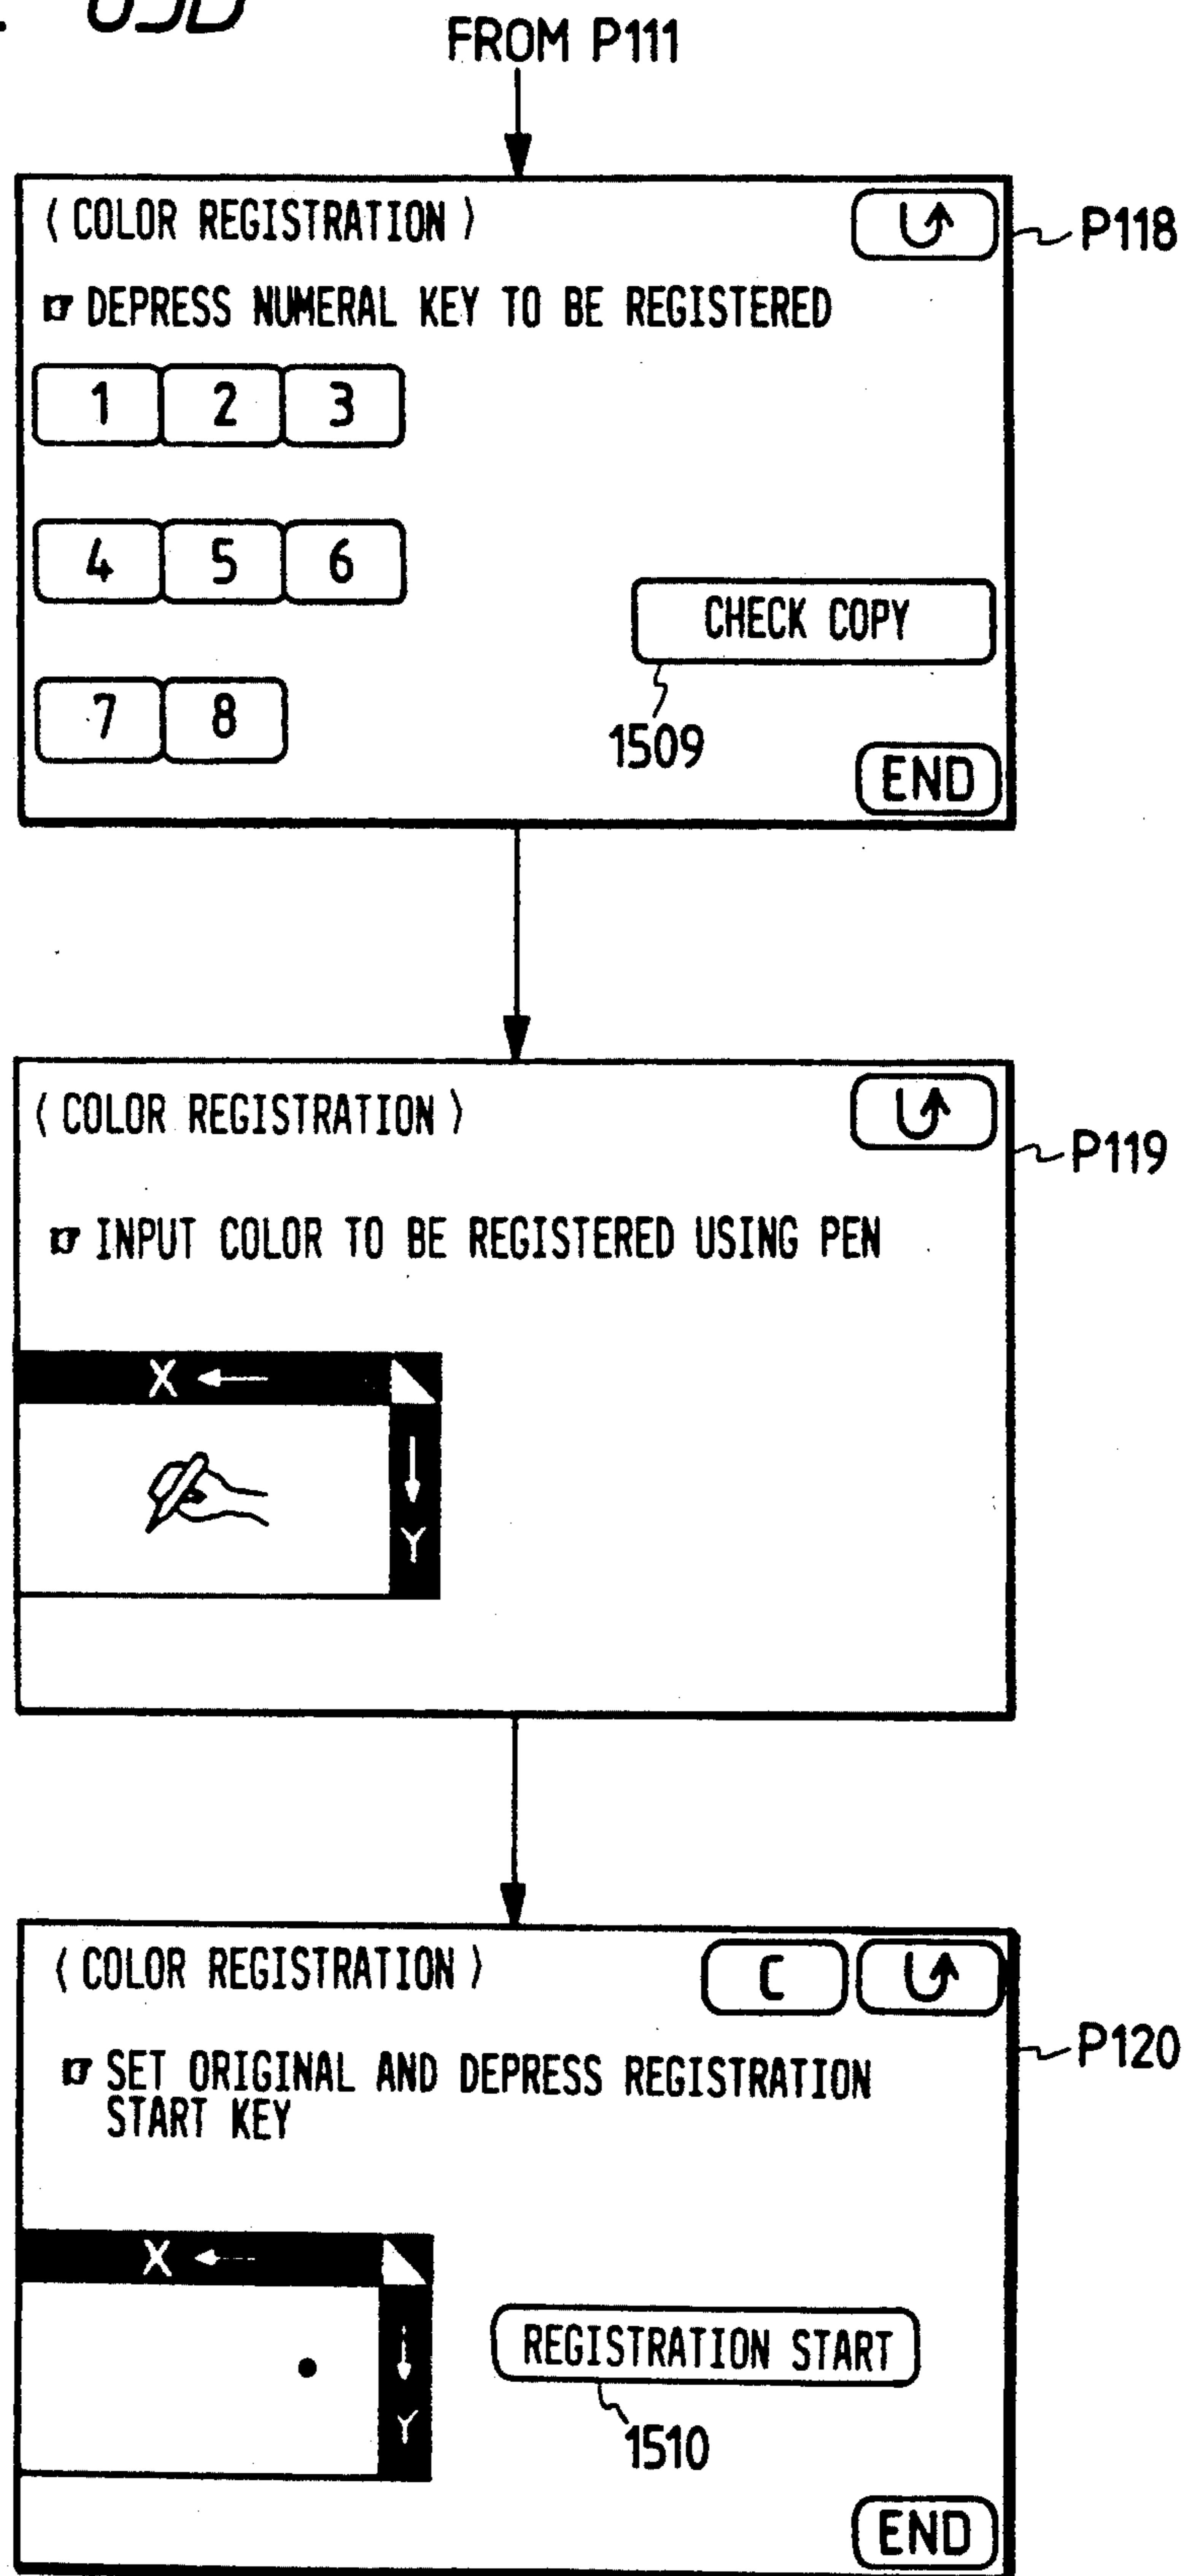 FROM P111
⟨ COLOR REGISTRATION ⟩
P118
☞ DEPRESS NUMERAL KEY TO BE REGISTERED
1 2 3
4 5 6
CHECK COPY
7 8
1509
END
⟨ COLOR REGISTRATION ⟩
P119
☞ INPUT COLOR TO BE REGISTERED USING PEN
X ←
↓
Y
⟨ COLOR REGISTRATION ⟩
C
P120
☞ SET ORIGINAL AND DEPRESS REGISTRATION
START KEY
X ←
↓
Y
REGISTRATION START
1510
END